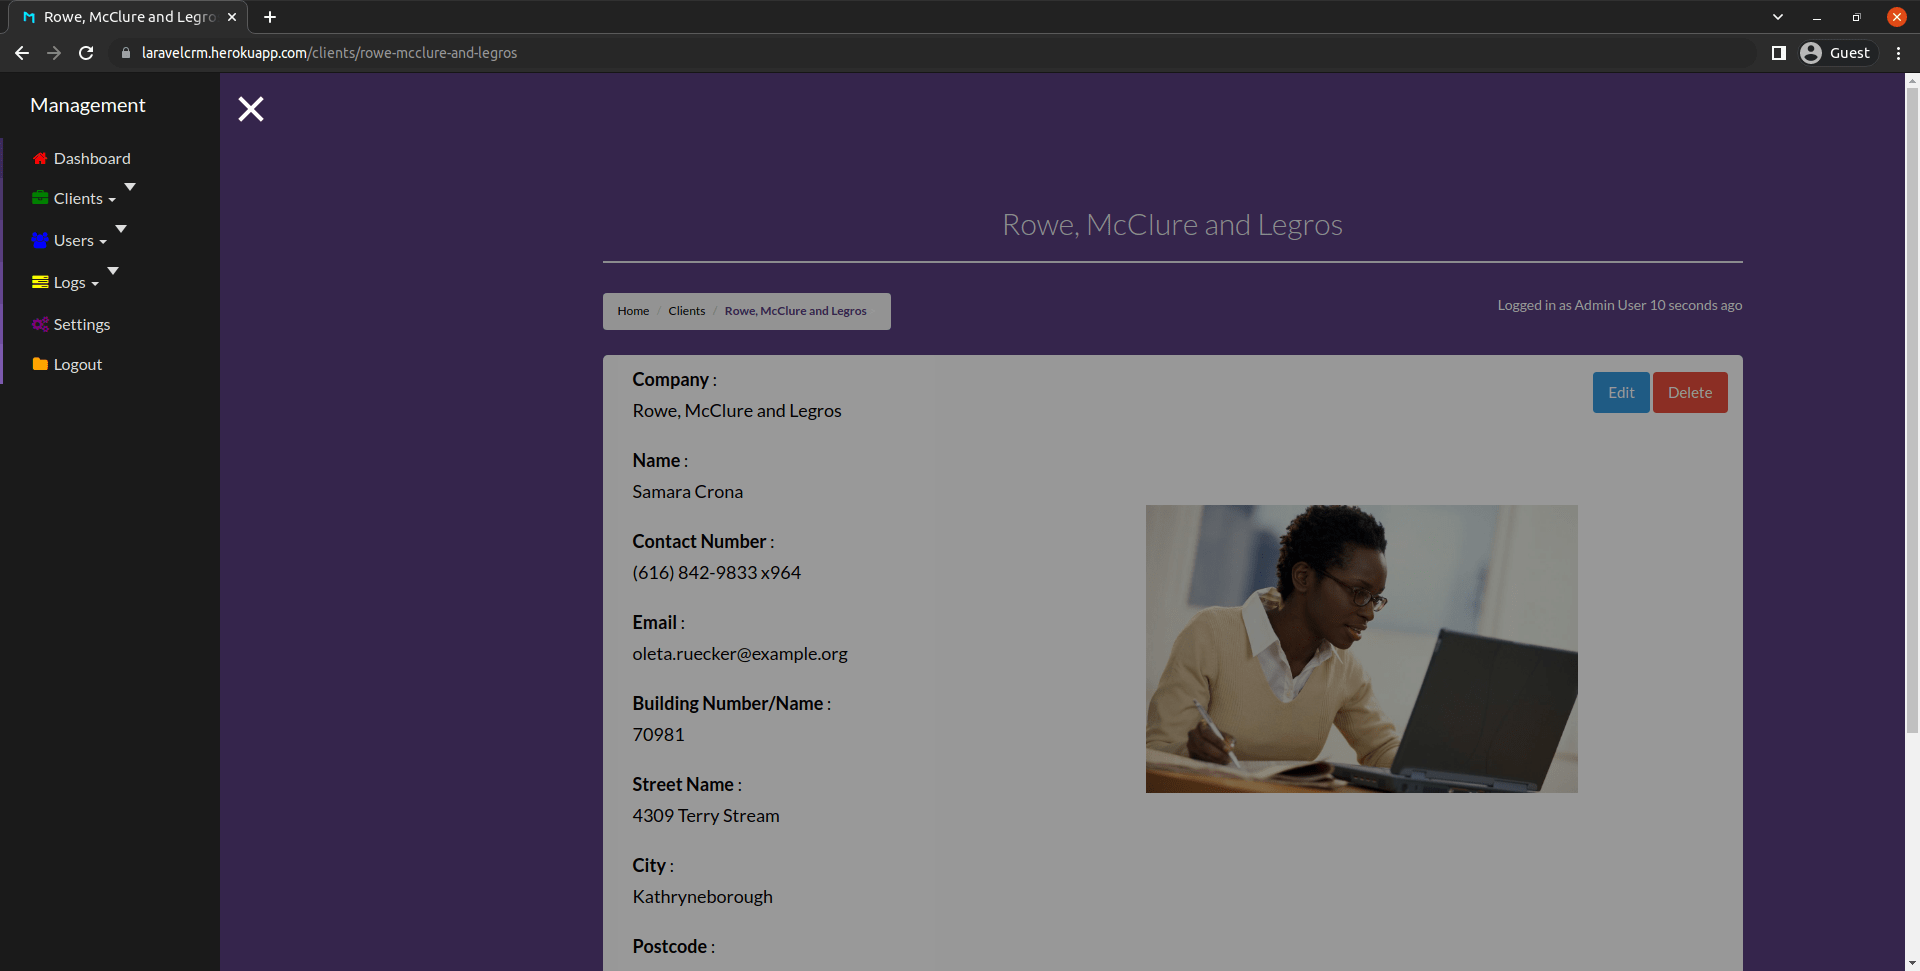 Rowe, McClure and Legro
laravelcrm.herokuapp.com/clients/rowe-mcclure-and-legros
Guest
Management
Dashboard
Clients
Users
Logs
Settings
Logout
Rowe, McClure and Legros
Home / Clients / Rowe, McClure and Legros
Logged in as Admin User 10 seconds ago
Edit
Delete
Company :
Rowe, McClure and Legros
Name :
Samara Crona
Contact Number :
(616) 842-9833 x964
Email :
oleta.ruecker@example.org
Building Number/Name :
70981
Street Name :
4309 Terry Stream
City :
Kathryneborough
Postcode :